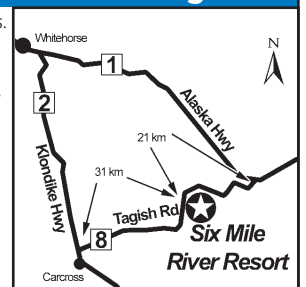 s.
Whitehorse
N
1
2
Alaska Hwy
21 km
Klondike Hwy
31 km
Tagish Rd.
8
Six Mile
River Resort
Carcross